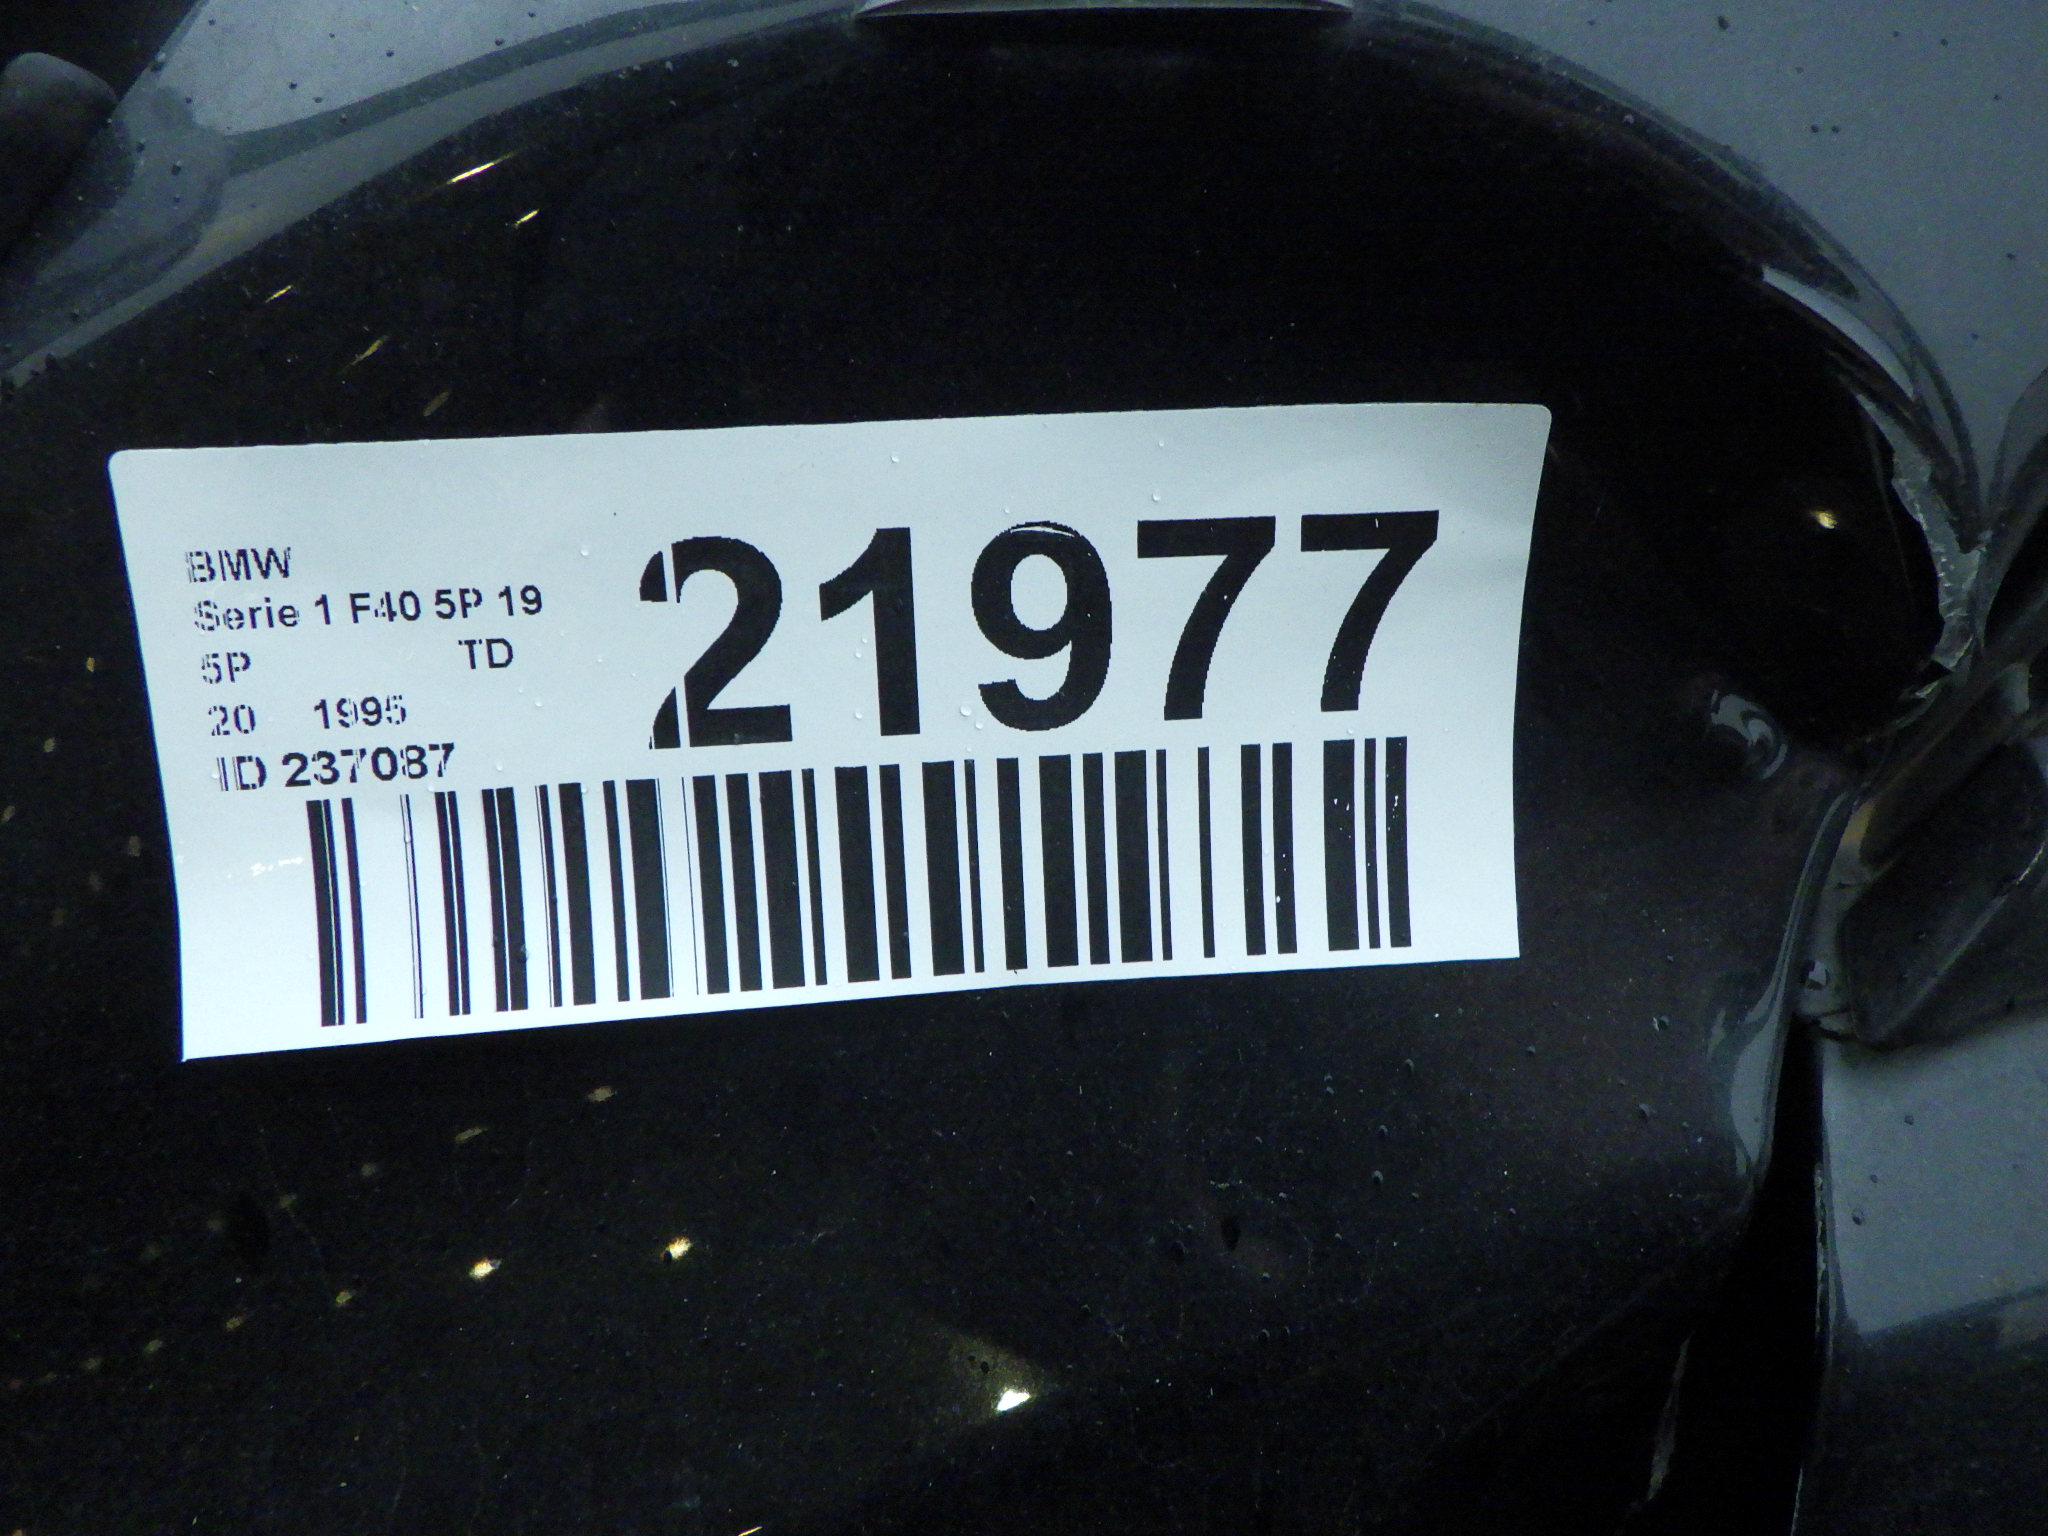 BMW
Serie 1 F40 5P 19
5P TD
20 1995
ID 237087
21977